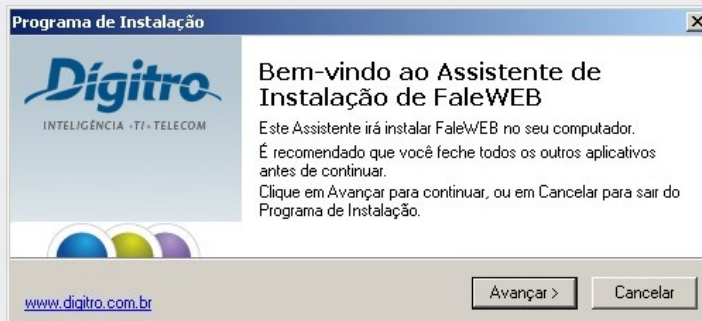 Programa de Instalação
Dígitro
INTELIGÊNCIA · TI · TELECOM
Bem-vindo ao Assistente de
Instalação de FaleWEB
Este Assistente irá instalar FaleWEB no seu computador.
É recomendado que você feche todos os outros aplicativos
antes de continuar.
Clique em Avançar para continuar, ou em Cancelar para sair do
Programa de Instalação.
www.digitro.com.br
Avançar >
Cancelar